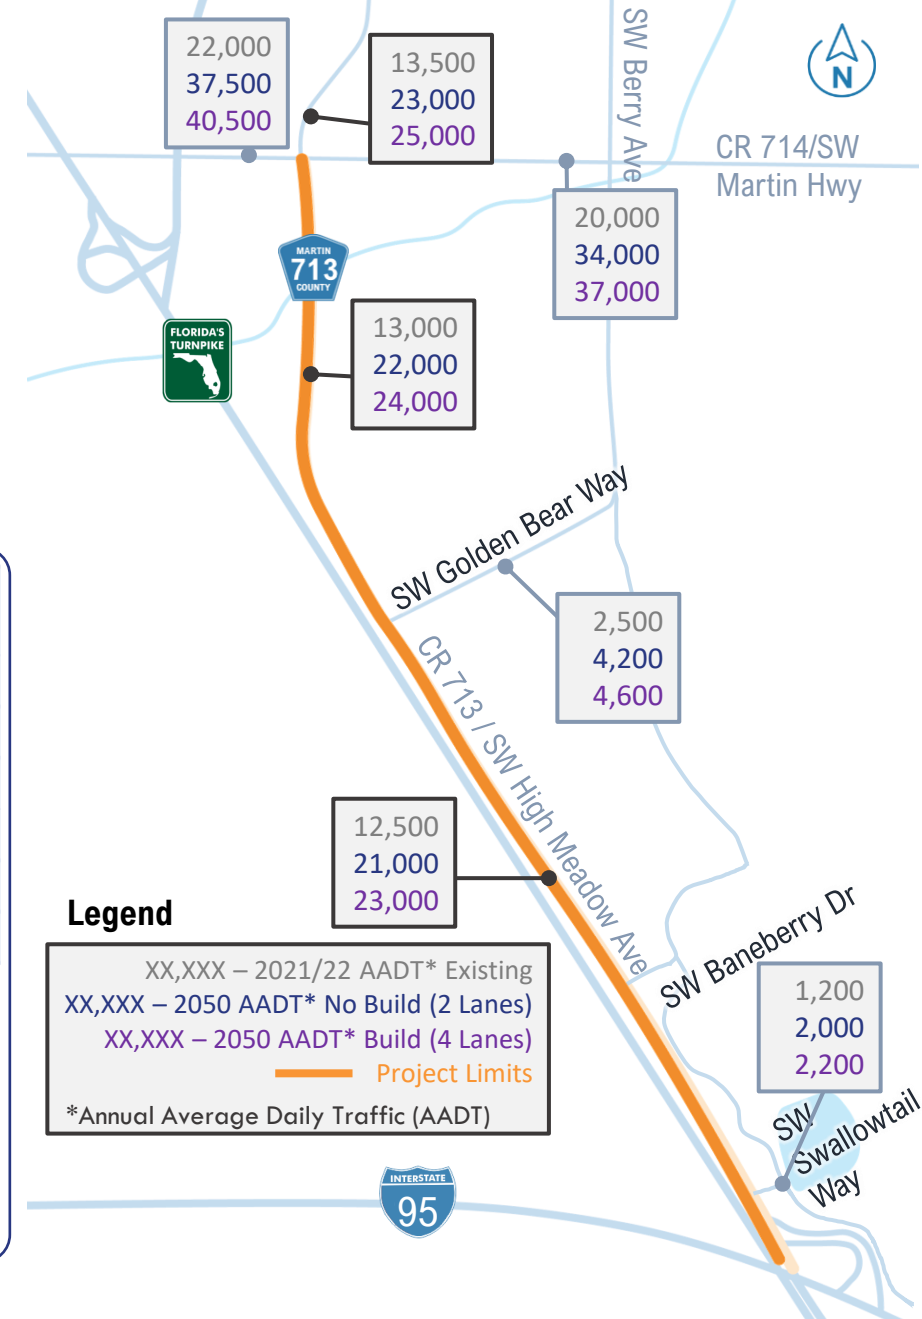 22,000
37,500
40,500
13,500
23,000
25,000
SW Berry Ave
N
CR 714/SW
Martin Hwy
20,000
34,000
37,000
MARTIN
713
COUNTY
FLORIDA'S
TURNPIKE
13,000
22,000
24,000
SW Golden Bear Way
2,500
4,200
4,600
CR 713 / SW High Meadow Ave
12,500
21,000
23,000
SW Baneberry Dr
1,200
2,000
2,200
SW
Swallowtail
Way
Legend
XX,XXX – 2021/22 AADT* Existing
XX,XXX – 2050 AADT* No Build (2 Lanes)
XX,XXX – 2050 AADT* Build (4 Lanes)
Project Limits
*Annual Average Daily Traffic (AADT)
INTERSTATE
95